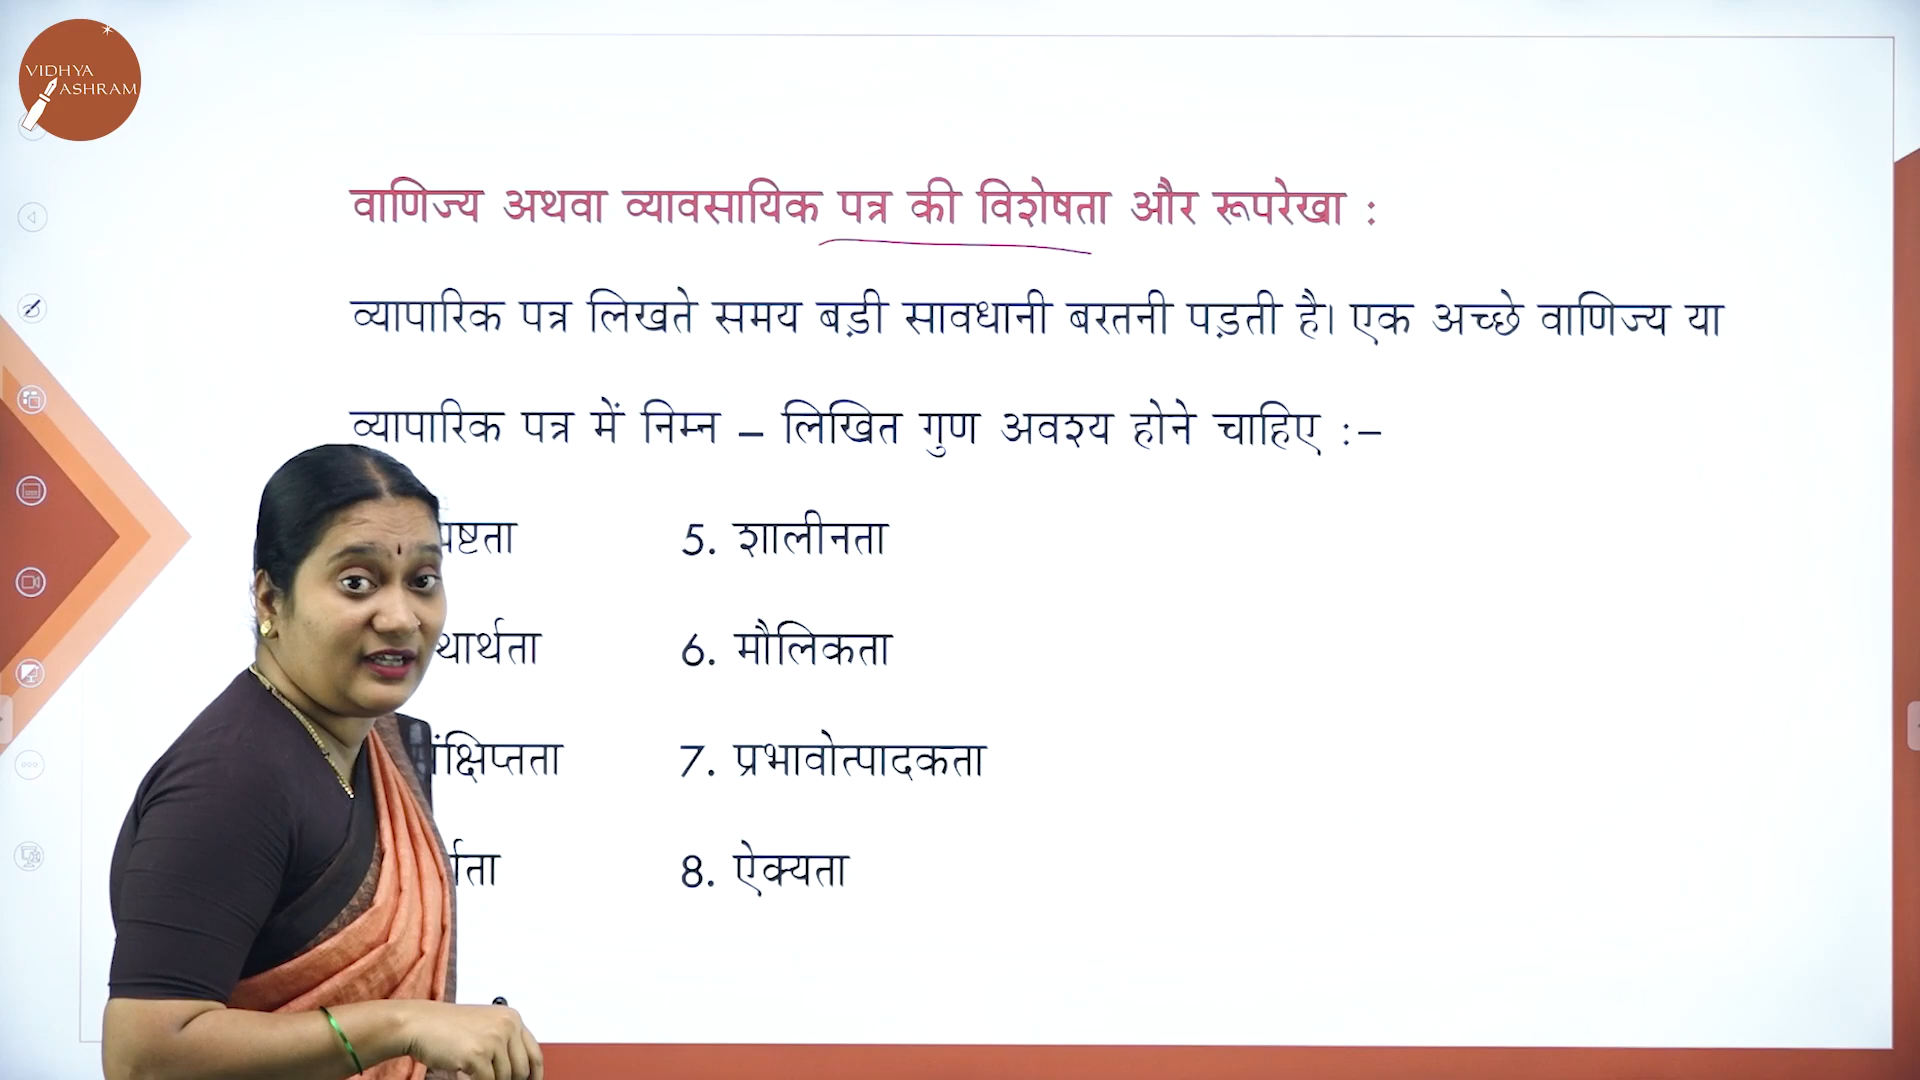 VIDHYA
ASHRAM
वाणिज्य अथवा व्यावसायिक पत्र की विशेषता और रूपरेखा :
व्यापारिक पत्र लिखते समय बड़ी सावधानी बरतनी पड़ती है। एक अच्छे वाणिज्य या
व्यापारिक पत्र में निम्न – लिखित गुण अवश्य होने चाहिए :–
5. शालीनता
6. मौलिकता
7. प्रभावोत्पादकता
8. ऐक्यता